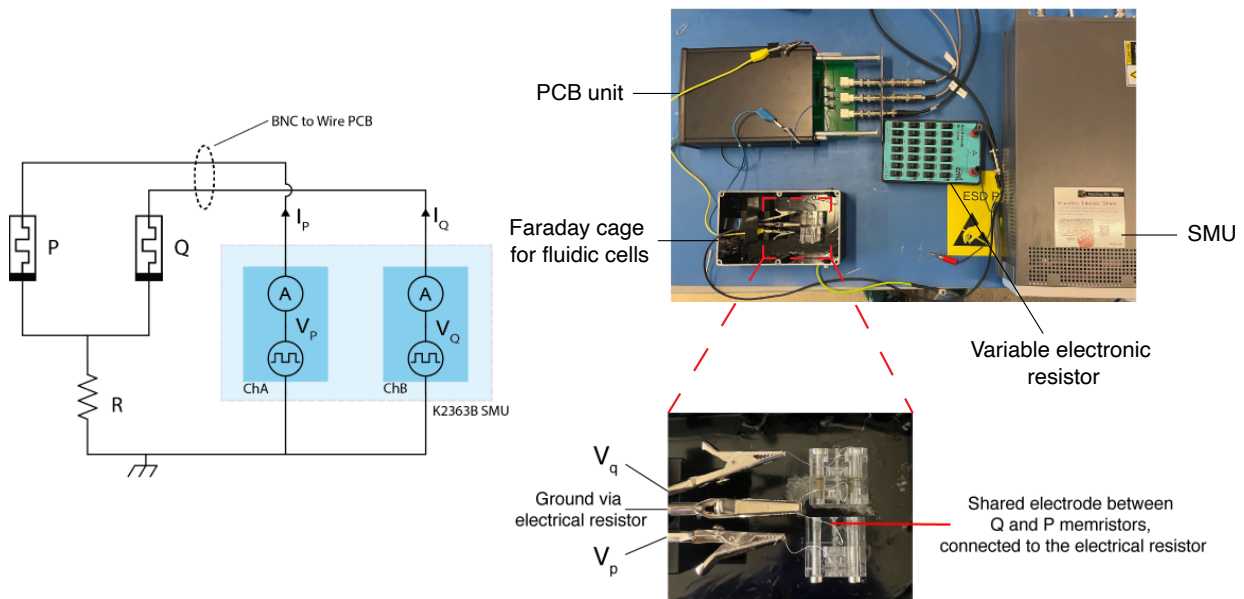 BNC to Wire PCB
P
Q
I_P
I_Q
A
A
V_P
V_Q
ChA
ChB
K2363B SMU
R
PCB unit
Faraday cage
for fluidic cells
ESD P
SMU
Variable electronic
resistor
V_q
Ground via
electrical resistor
V_p
Shared electrode between
Q and P memristors,
connected to the electrical resistor